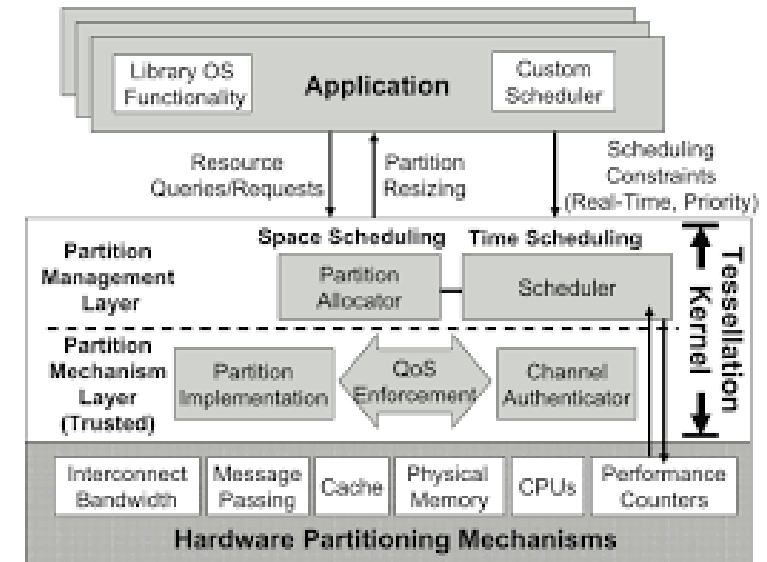 Library OS
Functionality
Application
Custom
Scheduler
Resource
Queries/Requests
Partition
Resizing
Scheduling
Constraints
(Real-Time, Priority)
Space Scheduling
Time Scheduling
Partition
Management
Layer
Partition
Allocator
Scheduler
Tessellation
Kernel
Partition
Mechanism
Layer
(Trusted)
Partition
Implementation
QoS
Enforcement
Channel
Authenticator
Interconnect
Bandwidth
Message
Passing
Cache
Physical
Memory
CPUs
Performance
Counters
Hardware Partitioning Mechanisms